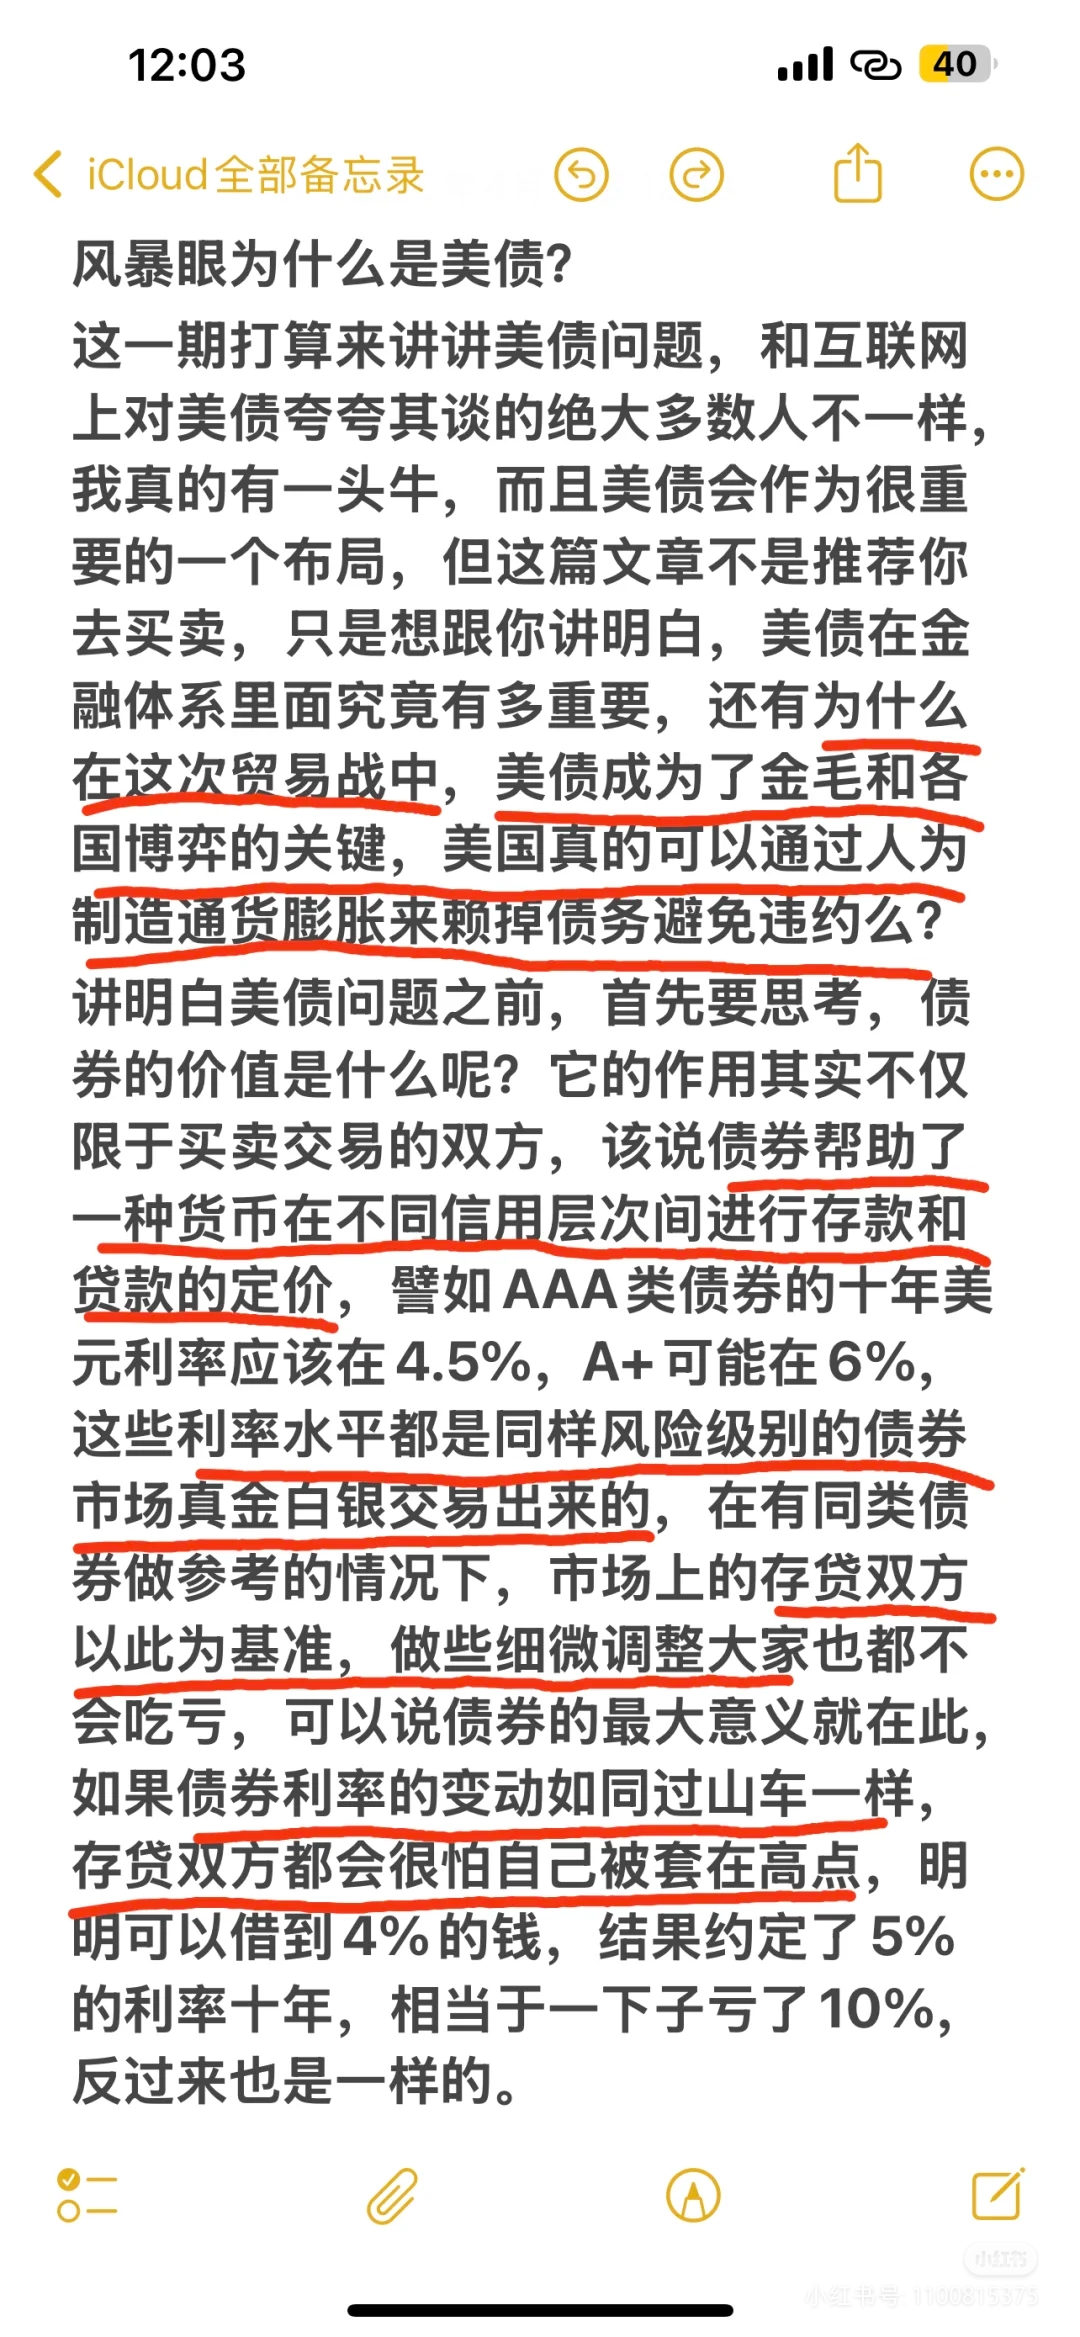 12:03
40
iCloud全部备忘录
风暴眼为什么是美债?
这一期打算来讲讲美债问题，和互联网
上对美债夸夸其谈的绝大多数人不一样，
我真的有一头牛，而且美债会作为很重
要的一个布局，但这篇文章不是推荐你
去买卖，只是想跟你讲明白，美债在金
融体系里面究竟有多重要，还有为什么
在这次贸易战中，美债成为了金毛和各
国博弈的关键，美国真的可以通过人为
制造通货膨胀来赖掉债务避免违约么?
讲明白美债问题之前，首先要思考，债
券的价值是什么呢? 它的作用其实不仅
限于买卖交易的双方，该说债券帮助了
一种货币在不同信用层次间进行存款和
贷款的定价，譬如AAA类债券的十年美
元利率应该在4.5%，A+可能在6%，
这些利率水平都是同样风险级别的债券
市场真金白银交易出来的，在有同类债
券做参考的情况下，市场上的存贷双方
以此为基准，做些细微调整大家也都不
会吃亏，可以说债券的最大意义就在此，
如果债券利率的变动如同过山车一样，
存贷双方都会很怕自己被套在高点，明
明可以借到4%的钱，结果约定了5%
的利率十年，相当于一下子亏了10%，
反过来也是一样的。
小红书
小红书号: 1100815375